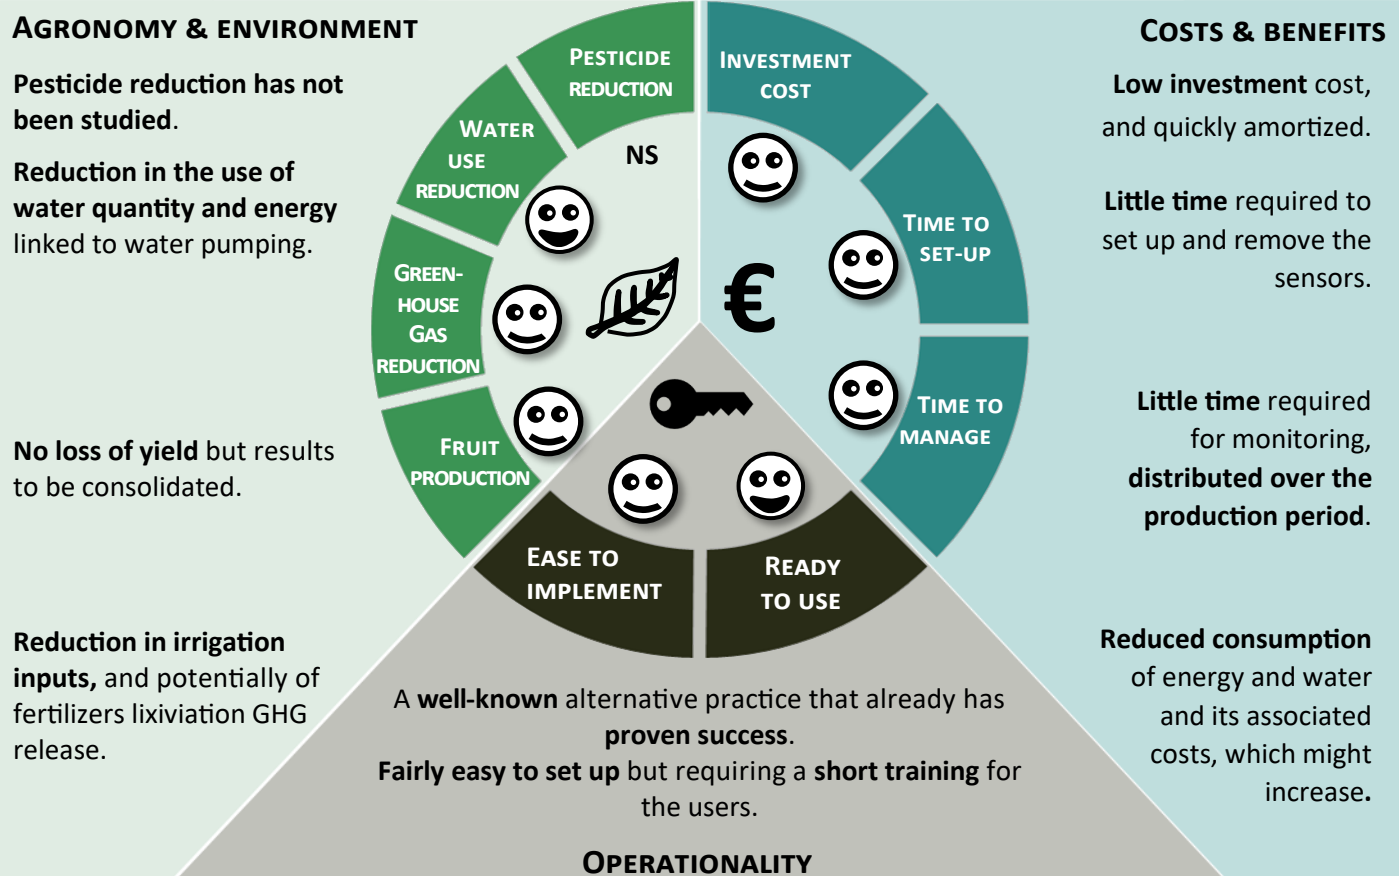 AGRONOMY & ENVIRONMENT
Pesticide reduction has not
been studied.
Reduction in the use of
water quantity and energy
linked to water pumping.
No loss of yield but results
to be consolidated.
Reduction in irrigation
inputs, and potentially of
fertilizers lixiviation GHG
release.
PESTICIDE
REDUCTION
WATER
USE
REDUCTION
GREEN-
HOUSE
GAS
REDUCTION
FRUIT
PRODUCTION
NS
INVESTMENT
COST
TIME TO
SET-UP
TIME TO
MANAGE
€
EASE TO
IMPLEMENT
READY
TO USE
COSTS & BENEFITS
Low investment cost,
and quickly amortized.
Little time required to
set up and remove the
sensors.
Little time required
for monitoring,
distributed over the
production period.
Reduced consumption
of energy and water
and its associated
costs, which might
increase.
A well-known alternative practice that already has
proven success.
Fairly easy to set up but requiring a short training for
the users.
OPERATIONALITY